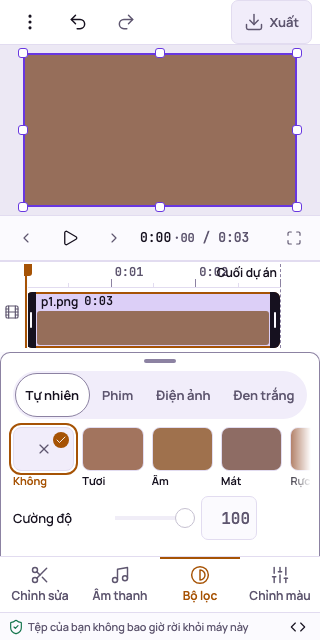 Xuất
0:00·00 / 0:03
0:01
Cuối dự án
p1.png 0:03
Tự nhiên Phim Điện ảnh Đen trắng
Không Tươi Ấm Mát
Cường độ 100
Chỉnh sửa Âm thanh Bộ lọc Chỉnh màu
Tệp của bạn không bao giờ rời khỏi máy này